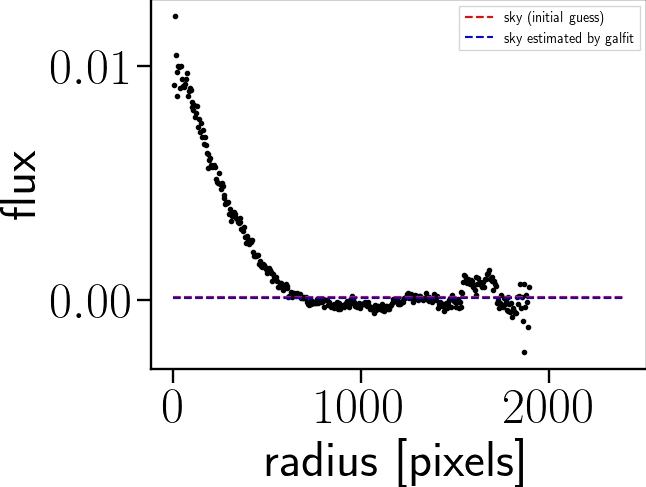 sky (initial guess)
sky estimated by galfit
0.01
0.00
flux
0 1000 2000
radius [pixels]